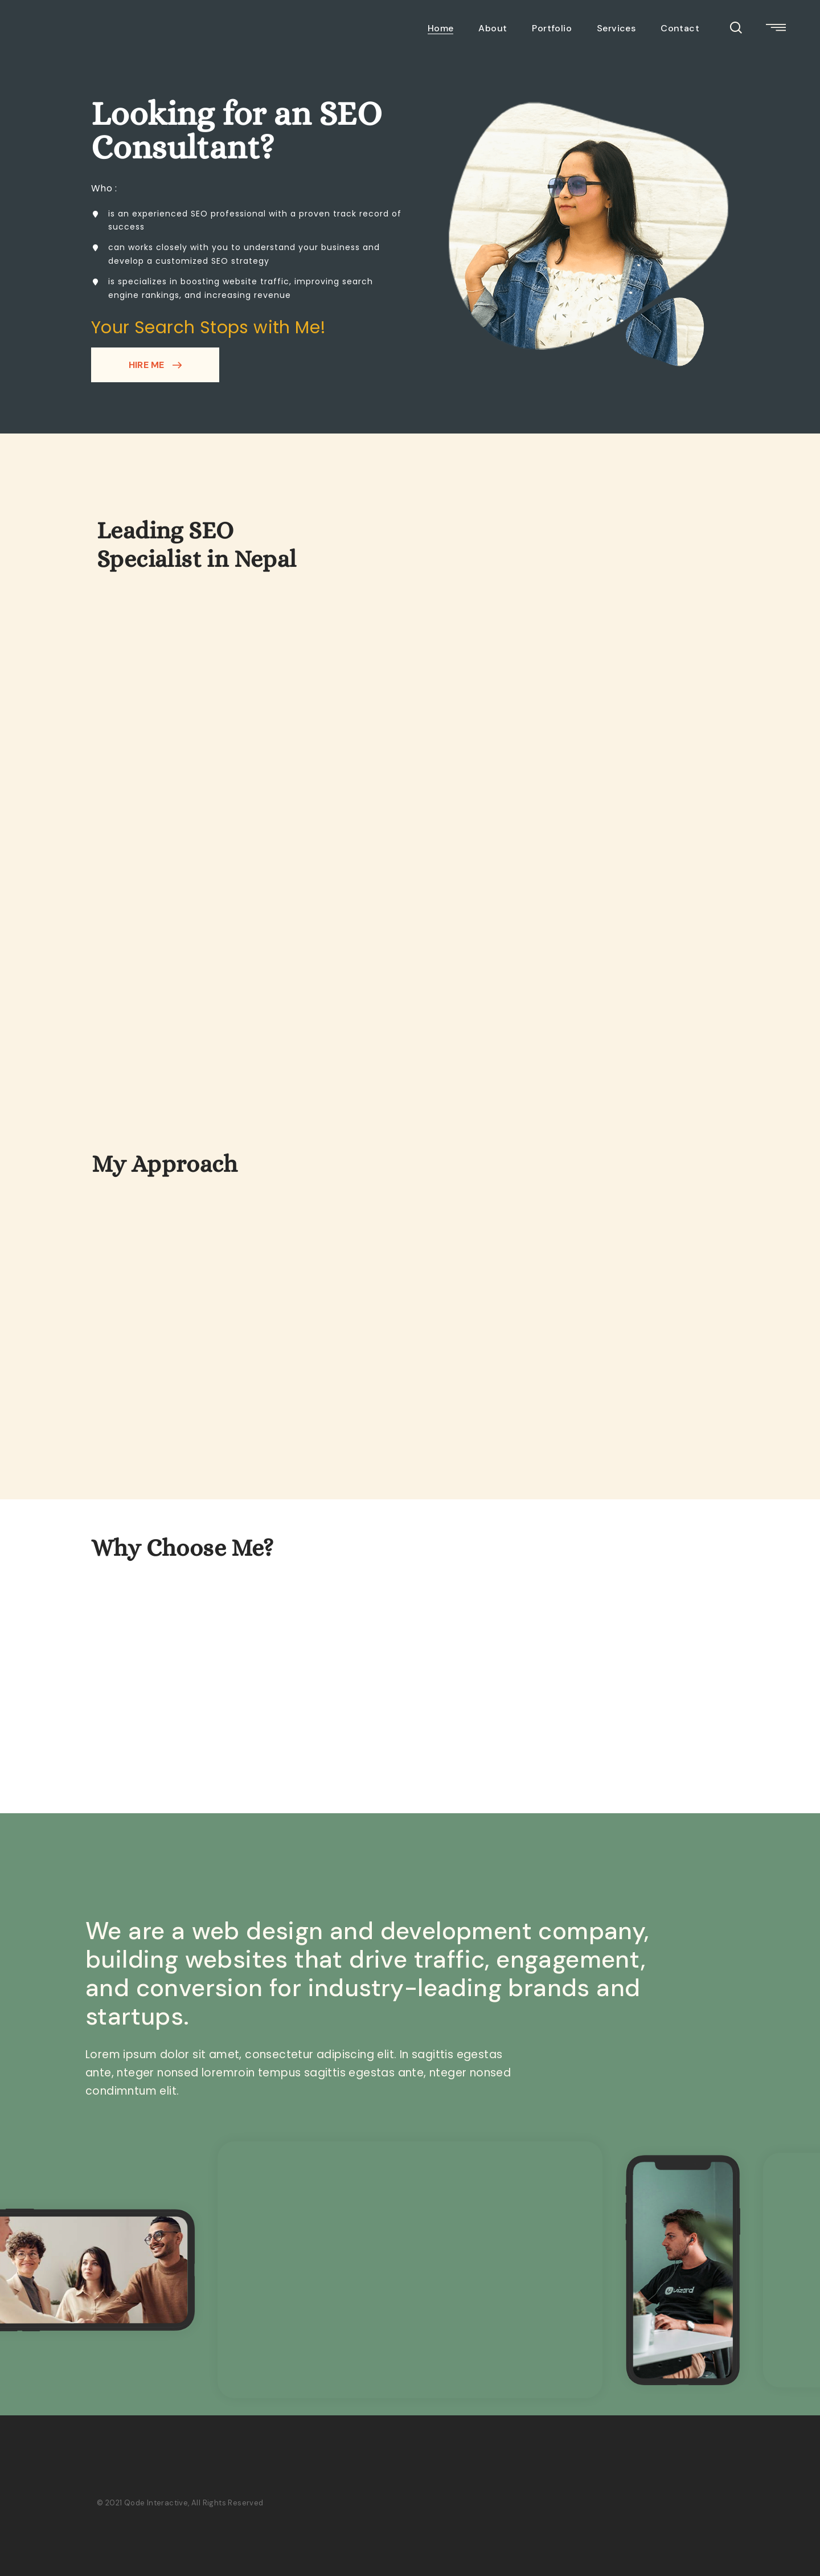 Home About Portfolio Services Contact
Looking for an SEO
Consultant?
Who :
is an experienced SEO professional with a proven track record of
success
can works closely with you to understand your business and
develop a customized SEO strategy
is specializes in boosting website traffic, improving search
engine rankings, and increasing revenue
Your Search Stops with Me!
HIRE ME
Leading SEO
Specialist in Nepal
My Approach
Why Choose Me?
We are a web design and development company,
building websites that drive traffic, engagement,
and conversion for industry-leading brands and
startups.
Lorem ipsum dolor sit amet, consectetur adipiscing elit. In sagittis egestas
ante, nteger nonsed loremroin tempus sagittis egestas ante, nteger nonsed
condimntum elit.
© 2021 Qode Interactive, All Rights Reserved